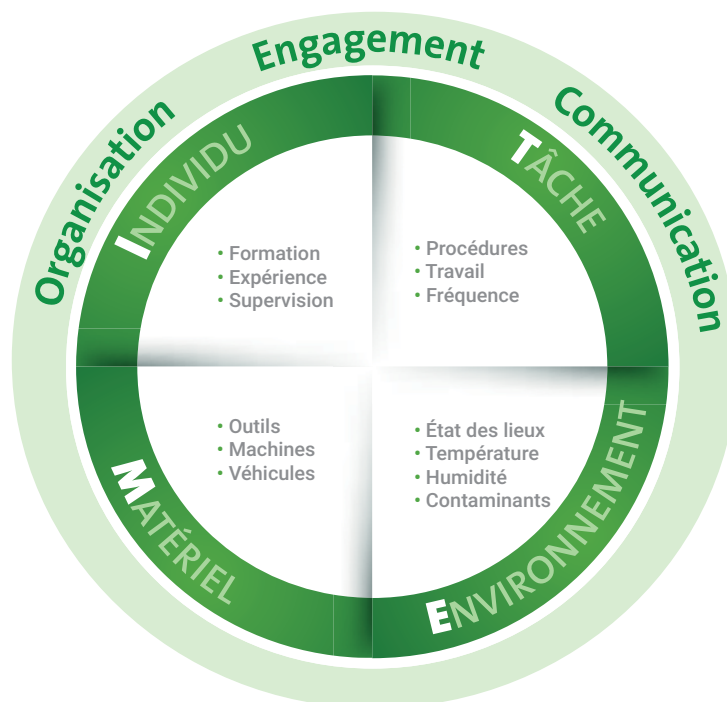 Organisation
Engagement
Communication
INDIVIDU
• Formation
• Expérience
• Supervision
TÂCHE
• Procédures
• Travail
• Fréquence
MATÉRIEL
• Outils
• Machines
• Véhicules
ENVIRONNEMENT
• État des lieux
• Température
• Humidité
• Contaminants